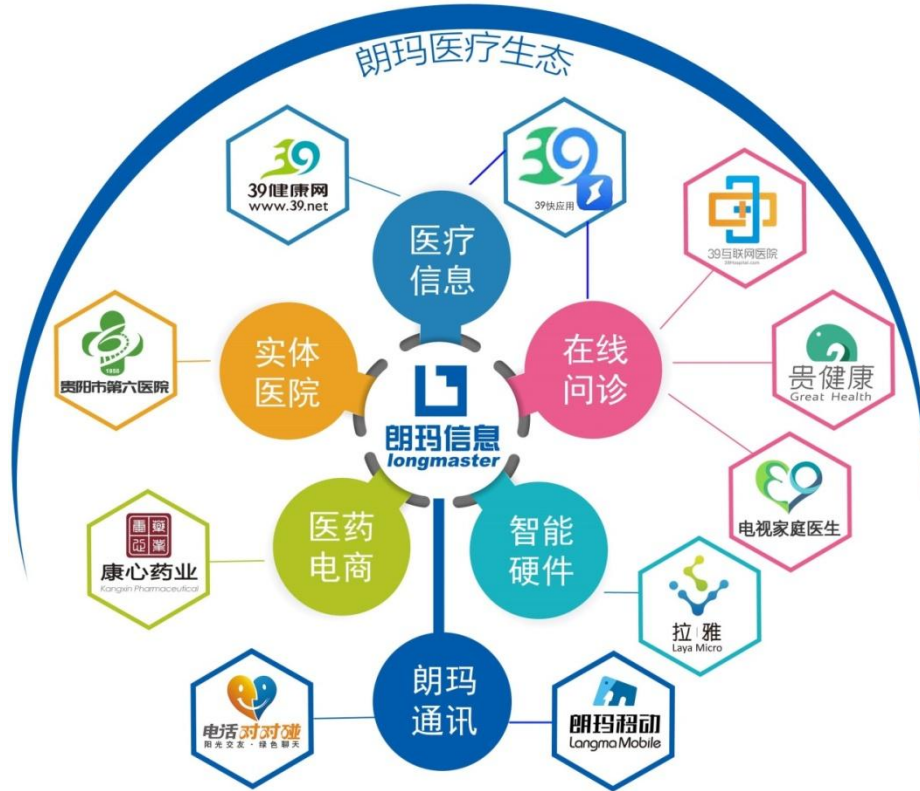 朗玛医疗生态
39健康网
www.39.net
39
39快应用
医疗
信息
39互联网医院
39hospital.com
实体
医院
1950
贵阳市第六医院
在线
问诊
贵健康
Great Health
朗玛信息
longmaster
电视家庭医生
医药
电商
康心药业
Kangxin Pharmaceutical
智能
硬件
拉雅
Laya Micro
朗玛
通讯
电话对对碰
阳光交友·绿色聊天
朗玛移动
LangmaMobile